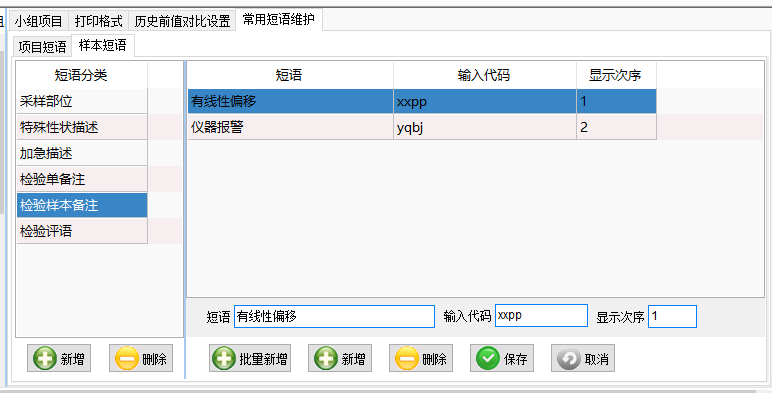 小组项目 打印格式 历史前值对比设置 常用短语维护
项目短语 样本短语
短语分类 短语 输入代码 显示次序
采样部位 有线性偏移 xxpp 1
特殊性状描述 仪器报警 yqbj 2
加急描述
检验单备注
检验样本备注
检验评语
短语 有线性偏移 输入代码 xxpp 显示次序 1
新增 删除 批量新增 新增 删除 保存 取消